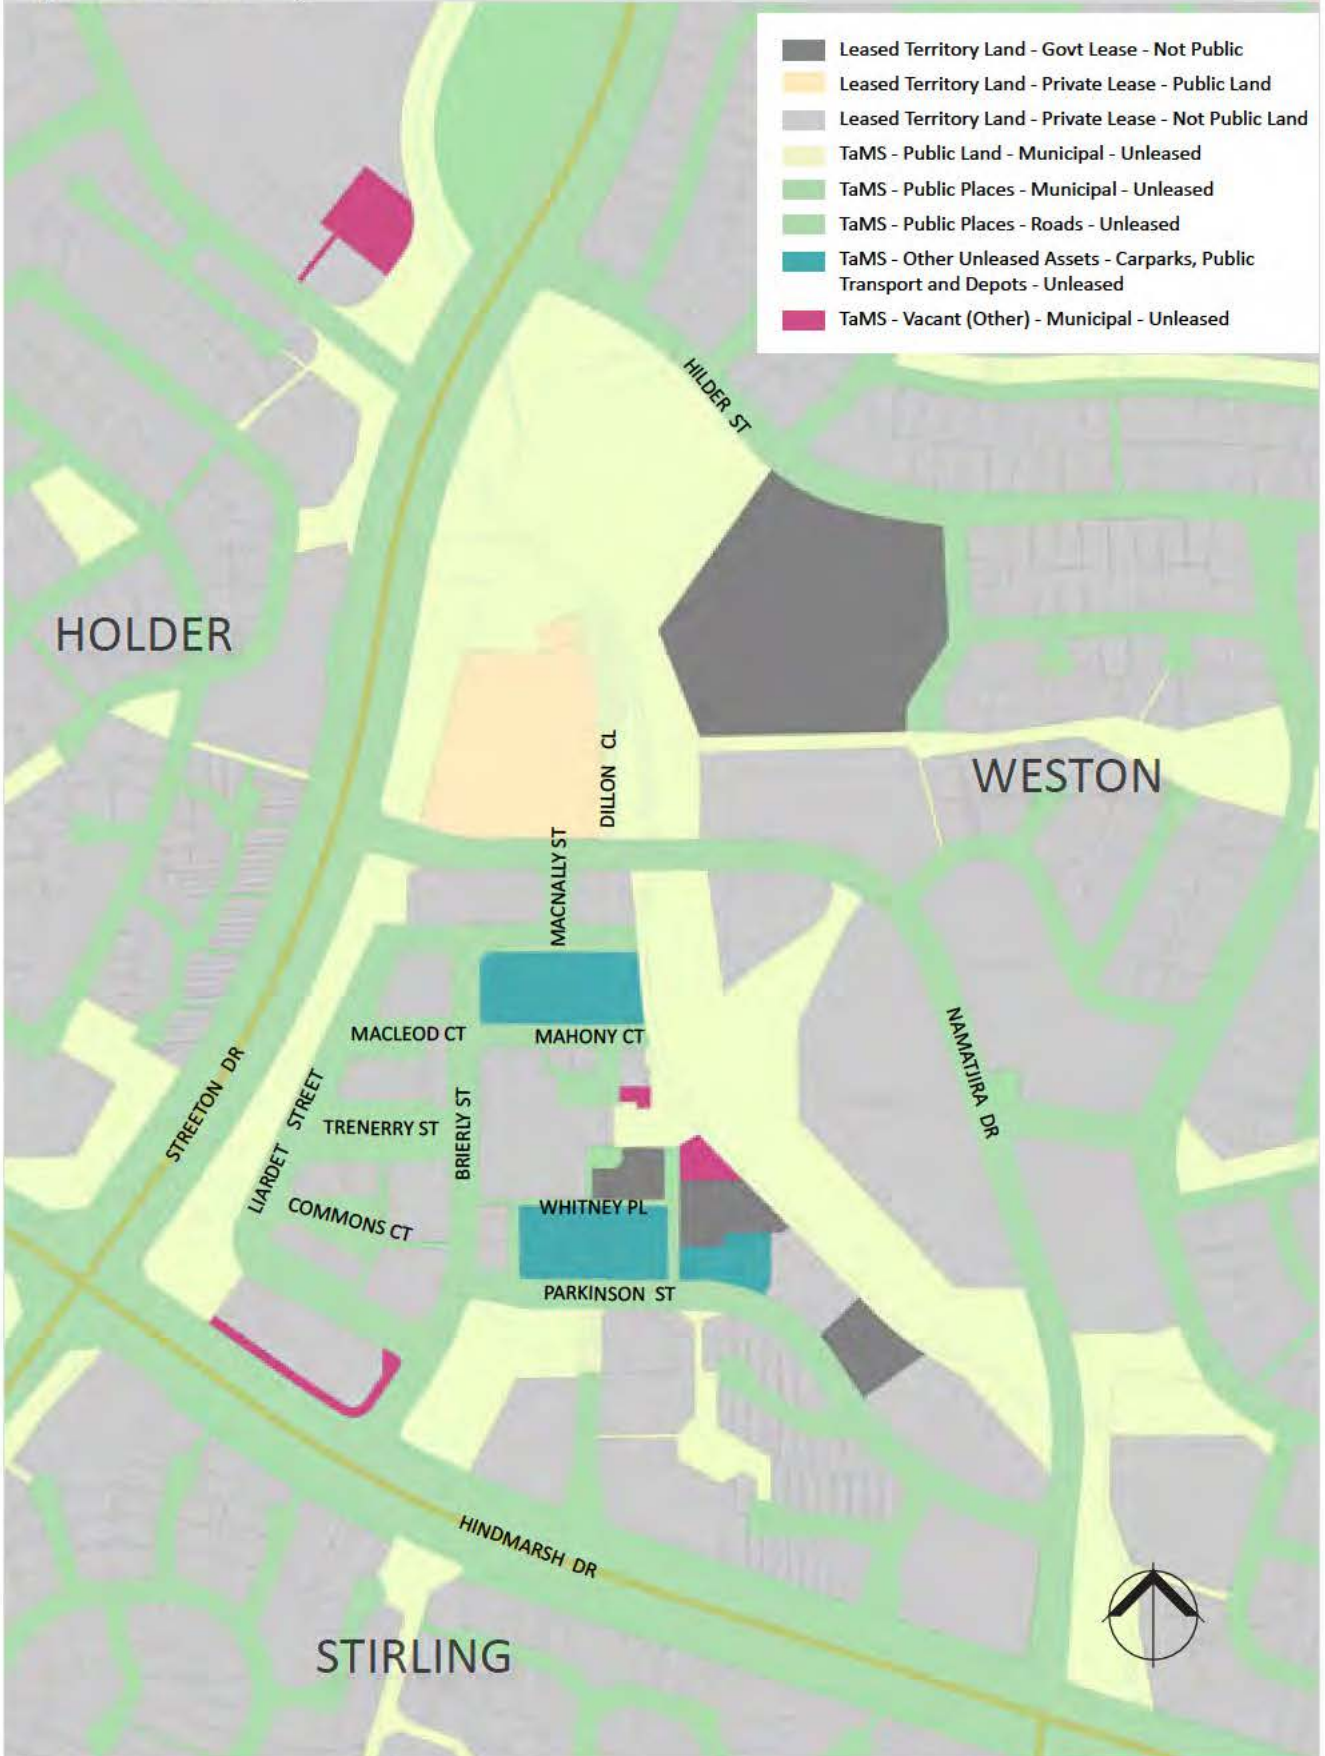 Leased Territory Land - Govt Lease - Not Public
Leased Territory Land - Private Lease - Public Land
Leased Territory Land - Private Lease - Not Public Land
TaMS - Public Land - Municipal - Unleased
TaMS - Public Places - Municipal - Unleased
TaMS - Public Places - Roads - Unleased
TaMS - Other Unleased Assets - Carparks, Public
Transport and Depots - Unleased
TaMS - Vacant (Other) - Municipal - Unleased
HILDER ST
HOLDER
WESTON
DILLON CL
MACNALLY ST
MACLEOD CT
MAHONY CT
NAMATJIRA DR
STREETON DR
LIARDET STREET
TRENERRY ST
BRIERLY ST
COMMONS CT
WHITNEY PL
PARKINSON ST
HINDMARSH DR
STIRLING